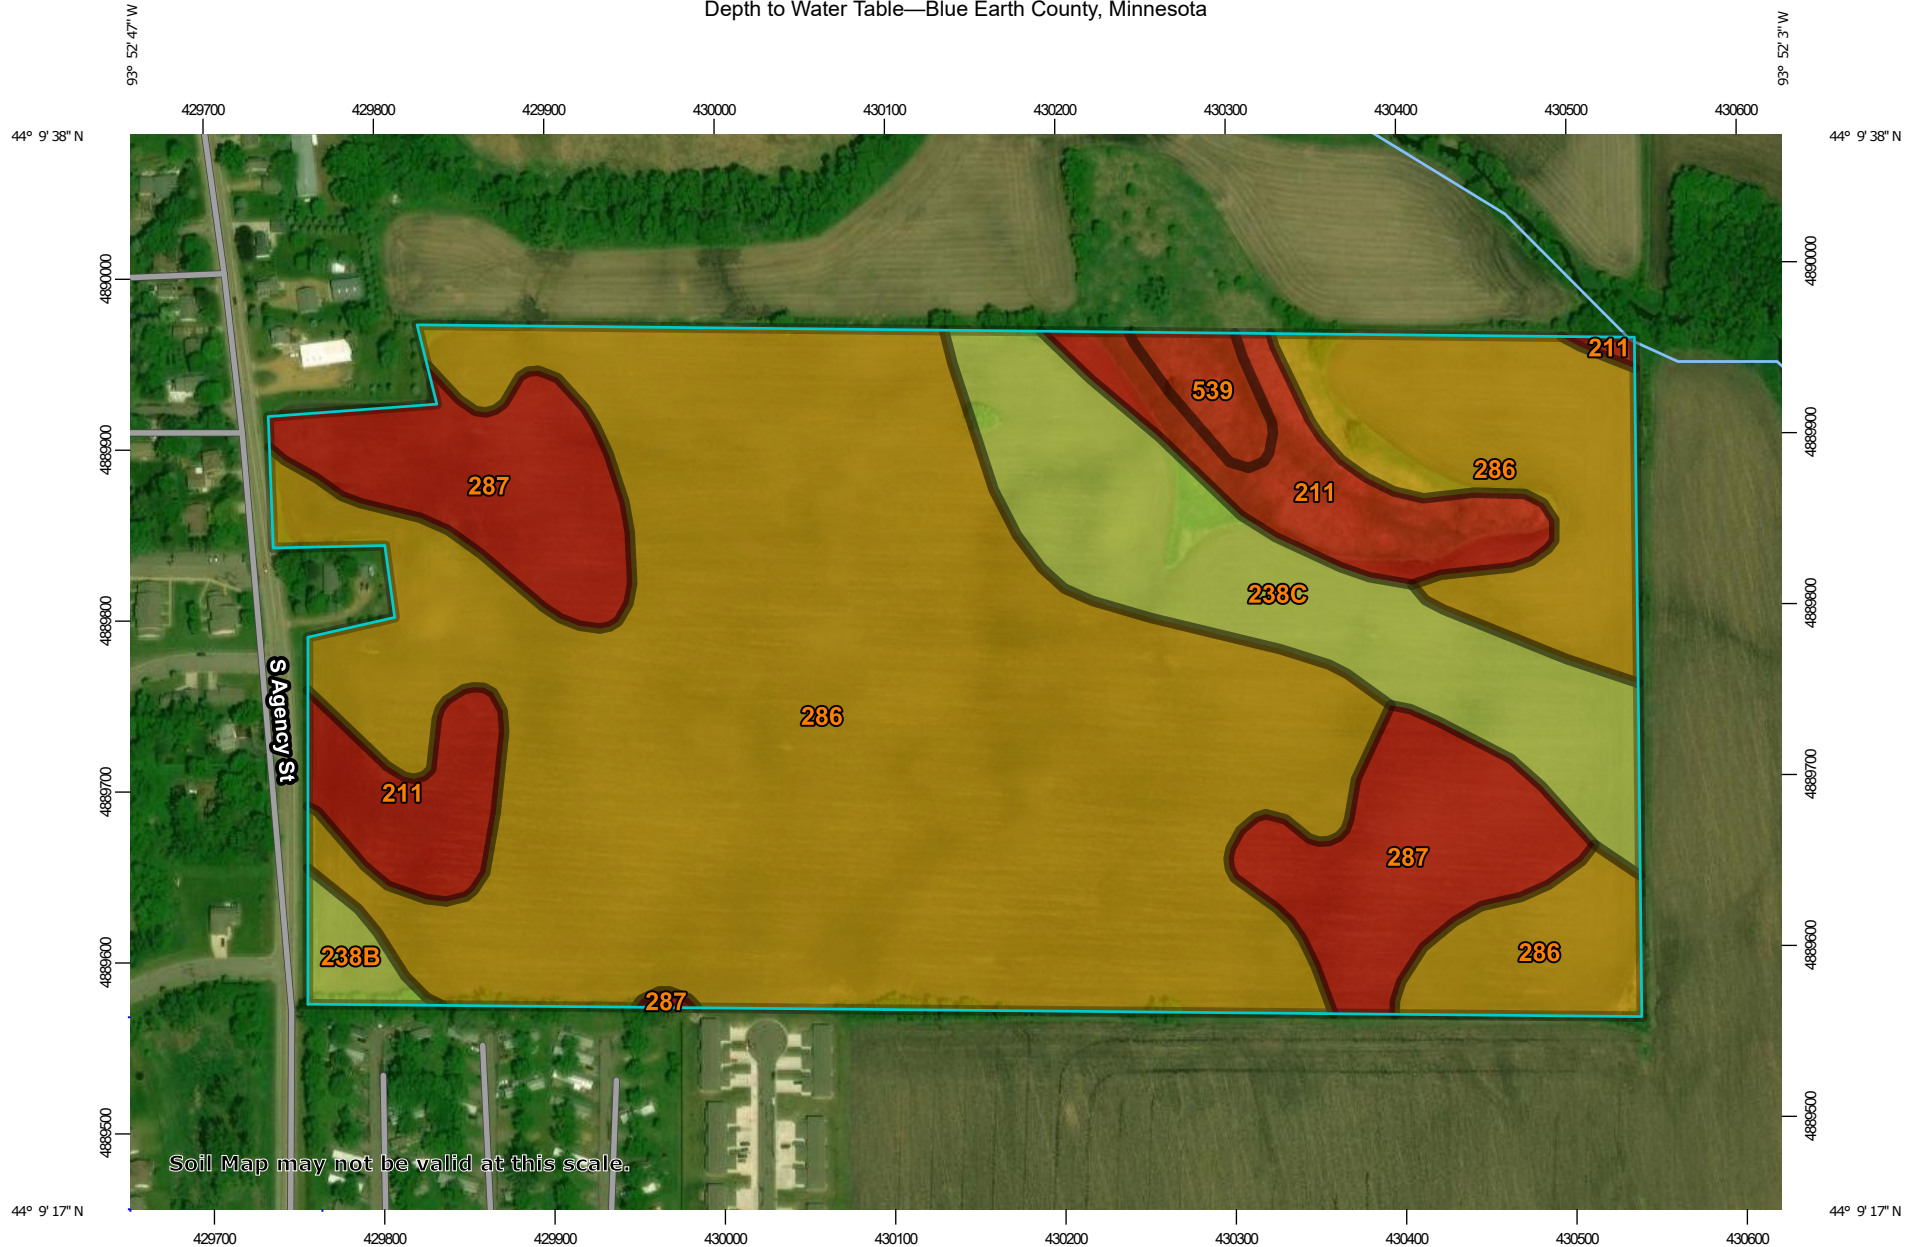 Depth to Water Table—Blue Earth County, Minnesota
93° 52' 47" W
93° 52' 3" W
429700 429800 429900 430000 430100 430200 430300 430400 430500 430600
44° 9' 38" N
44° 9' 38" N
211
539
4890000
4890000
4889900
4889900
286
287
211
4889800
4889800
238C
S Agency St
286
4889700
4889700
211
287
238B
286
4889600
4889600
287
4889500
4889500
Soil Map may not be valid at this scale.
44° 9' 17" N
44° 9' 17" N
429700 429800 429900 430000 430100 430200 430300 430400 430500 430600